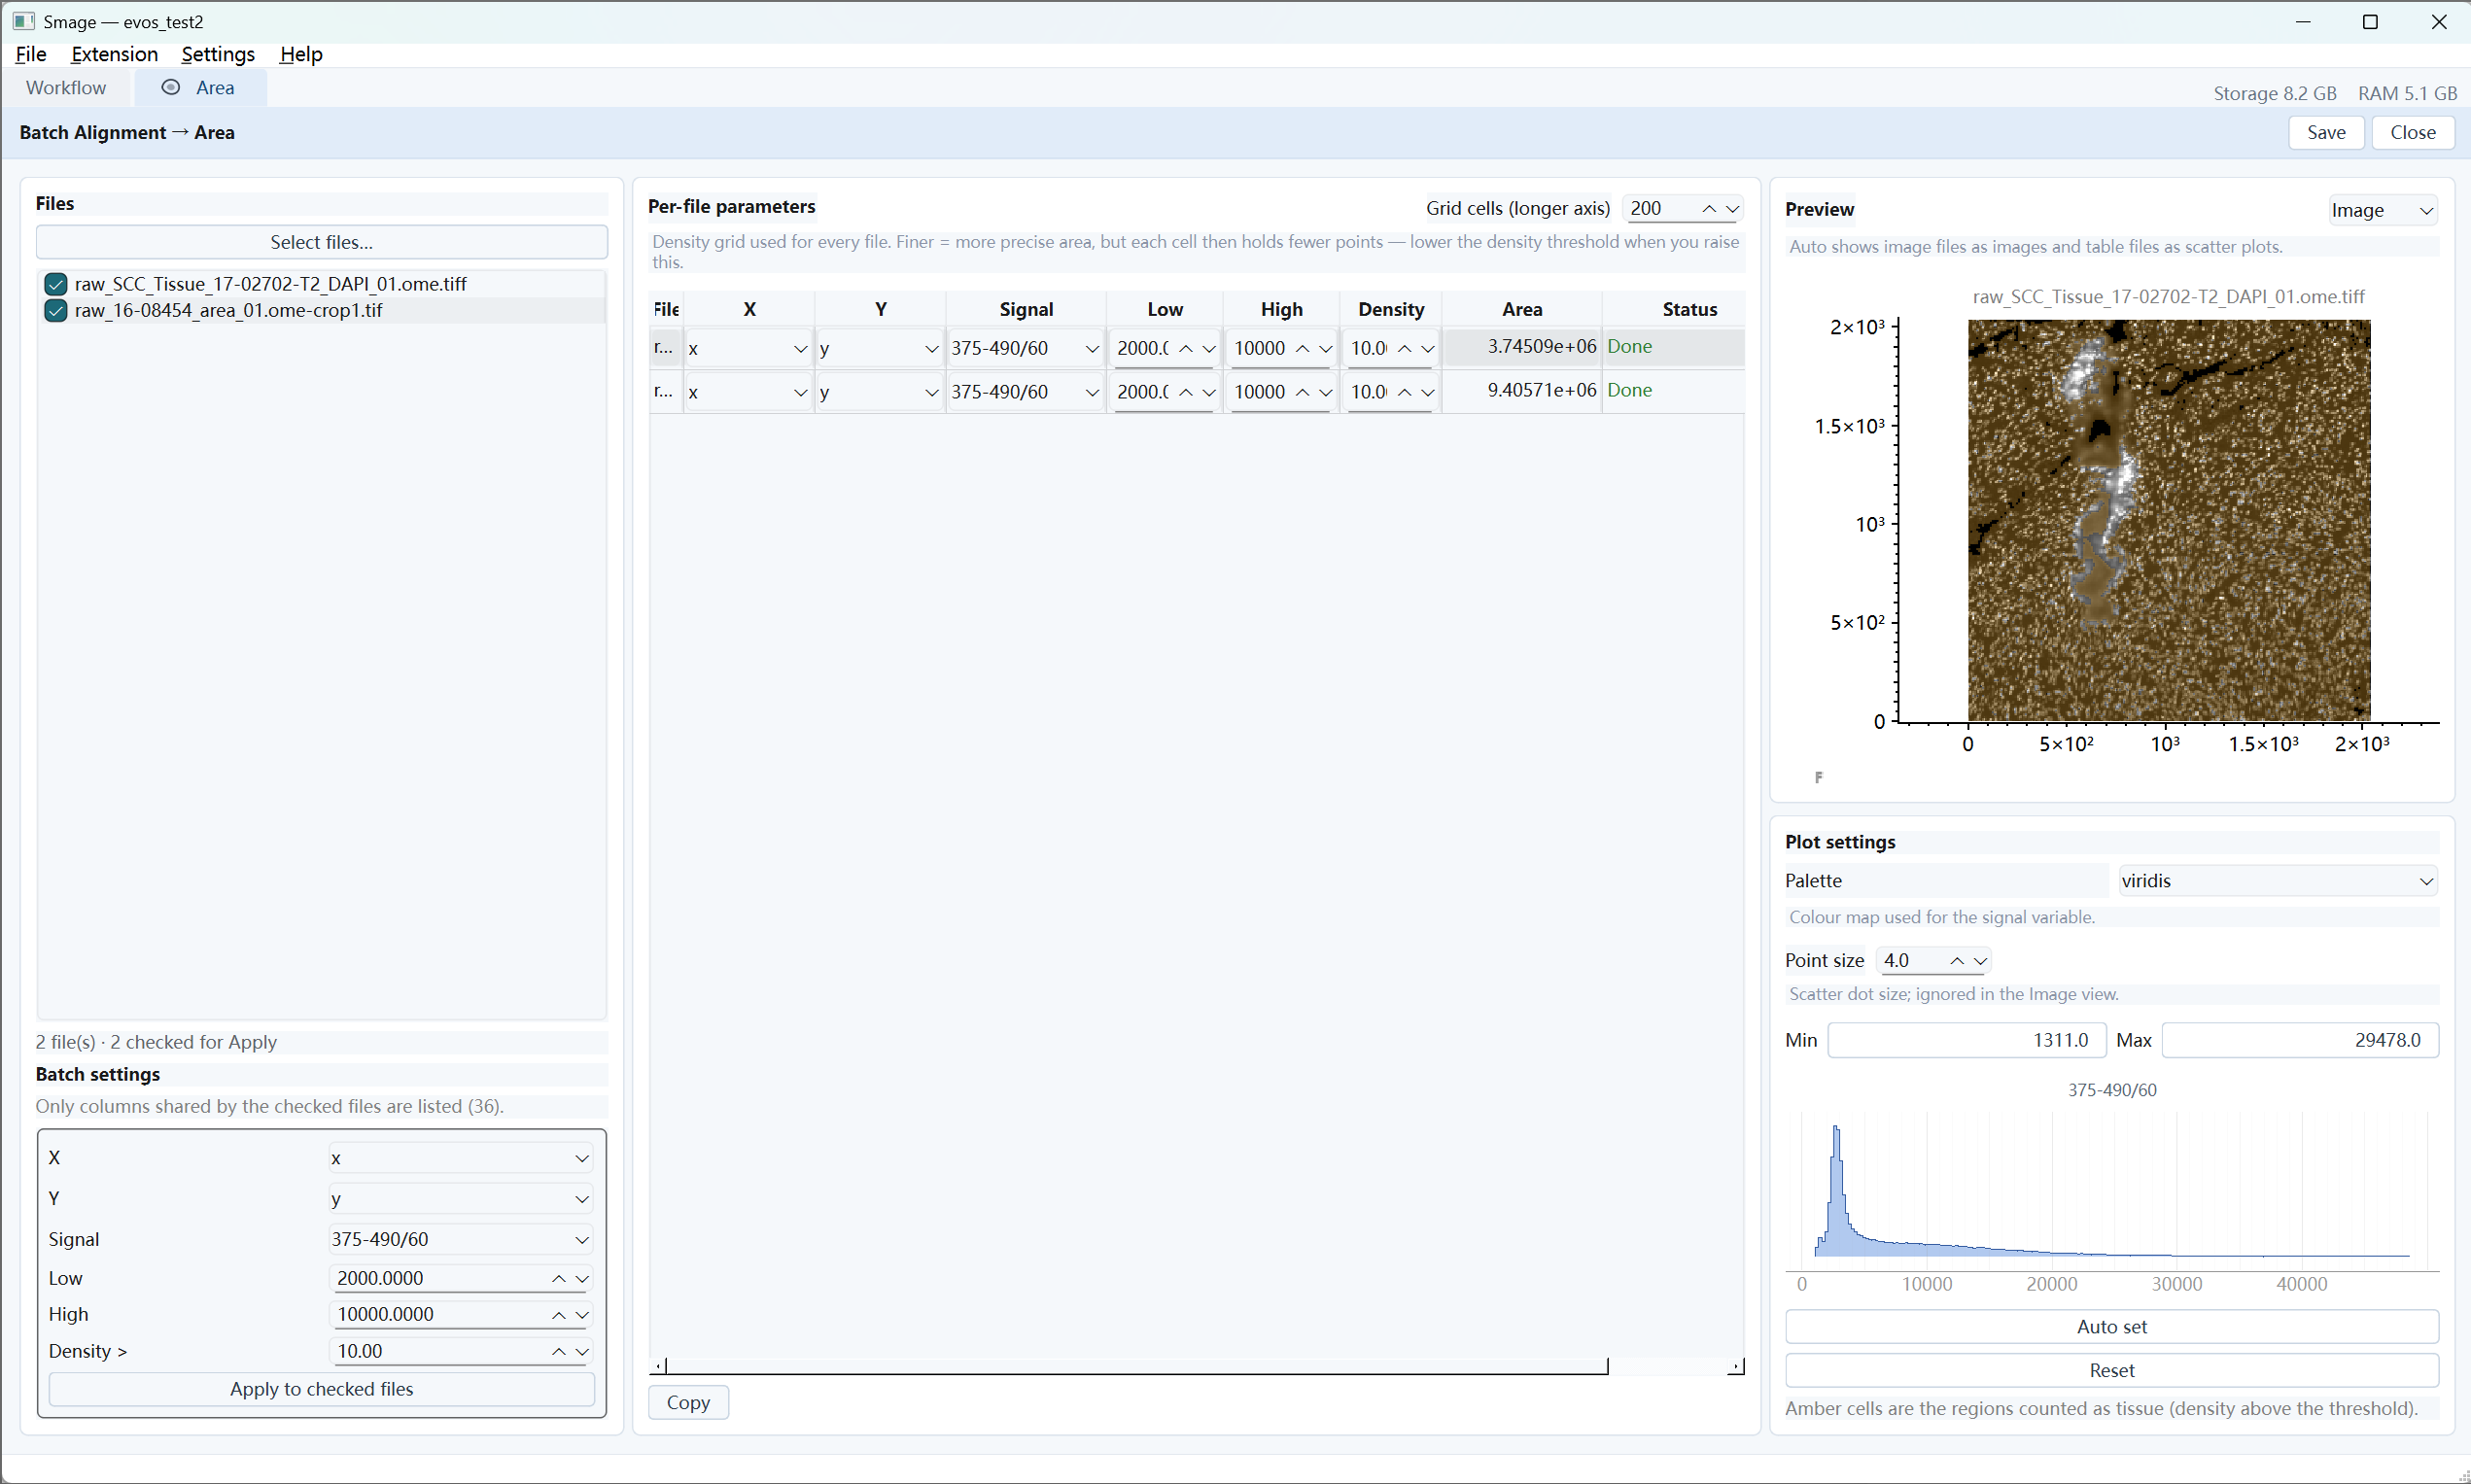 Smage — evos_test2
File Extension Settings Help
Workflow Area
Storage 8.2 GB RAM 5.1 GB
Batch Alignment → Area
Save Close
Files
Select files...
raw_SCC_Tissue_17-02702-T2_DAPI_01.ome.tiff
raw_16-08454_area_01.ome-crop1.tif
2 file(s) · 2 checked for Apply
Batch settings
Only columns shared by the checked files are listed (36).
X x
Y y
Signal 375-490/60
Low 2000.0000
High 10000.0000
Density > 10.00
Apply to checked files
Per-file parameters
Grid cells (longer axis) 200
Density grid used for every file. Finer = more precise area, but each cell then holds fewer points — lower the density threshold when you raise
this.
File X Y Signal Low High Density Area Status
r... x y 375-490/60 2000.0 10000 10.0 3.74509e+06 Done
r... x y 375-490/60 2000.0 10000 10.0 9.40571e+06 Done
Copy
Preview
Image
Auto shows image files as images and table files as scatter plots.
raw_SCC_Tissue_17-02702-T2_DAPI_01.ome.tiff
2×10³
1.5×10³
10³
5×10²
0
0 5×10² 10³ 1.5×10³ 2×10³
F
Plot settings
Palette viridis
Colour map used for the signal variable.
Point size 4.0
Scatter dot size; ignored in the Image view.
Min 1311.0 Max 29478.0
375-490/60
0 10000 20000 30000 40000
Auto set
Reset
Amber cells are the regions counted as tissue (density above the threshold).